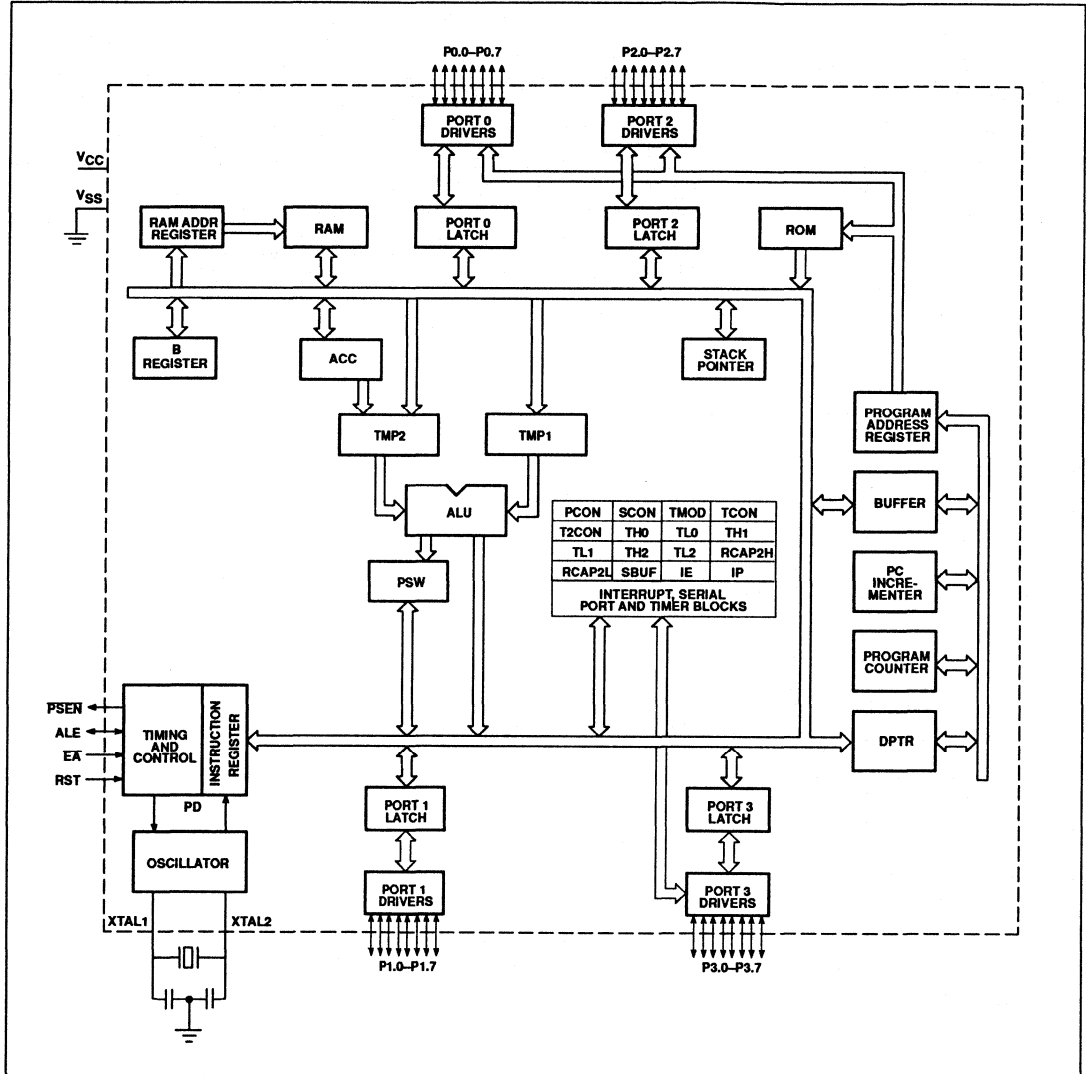 P0.0–P0.7
P2.0–P2.7
PORT 0
DRIVERS
PORT 2
DRIVERS
VCC
VSS
RAM ADDR
REGISTER
RAM
PORT 0
LATCH
PORT 2
LATCH
ROM
B
REGISTER
ACC
STACK
POINTER
TMP2
TMP1
PROGRAM
ADDRESS
REGISTER
ALU
BUFFER
PCON SCON TMOD TCON
T2CON TH0 TL0 TH1
TL1 TH2 TL2 RCAP2H
RCAP2L SBUF IE IP
INTERRUPT, SERIAL
PORT AND TIMER BLOCKS
PSW
PC
INCRE-
MENTER
PROGRAM
COUNTER
PSEN
ALE
EA
RST
TIMING
AND
CONTROL
INSTRUCTION
REGISTER
DPTR
PD
PORT 1
LATCH
PORT 3
LATCH
OSCILLATOR
PORT 1
DRIVERS
PORT 3
DRIVERS
XTAL1
XTAL2
P1.0–P1.7
P3.0–P3.7